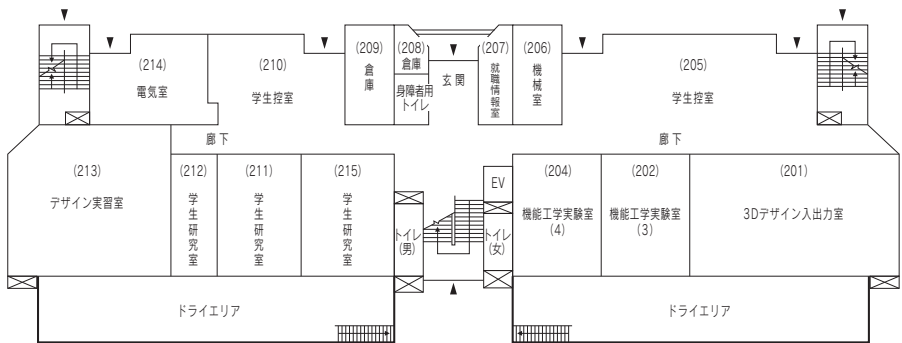 (214)
電気室
(210)
学生控室
(209)
倉庫
(208)
倉庫
身障者用
トイレ
玄関
(207)
就職情報室
(206)
機械室
(205)
学生控室
廊下
廊下
(213)
デザイン実習室
(212)
学生研究室
(211)
学生研究室
(215)
学生研究室
トイレ
(男)
EV
トイレ
(女)
(204)
機能工学実験室
(4)
(202)
機能工学実験室
(3)
(201)
3Dデザイン入出力室
ドライエリア
ドライエリア